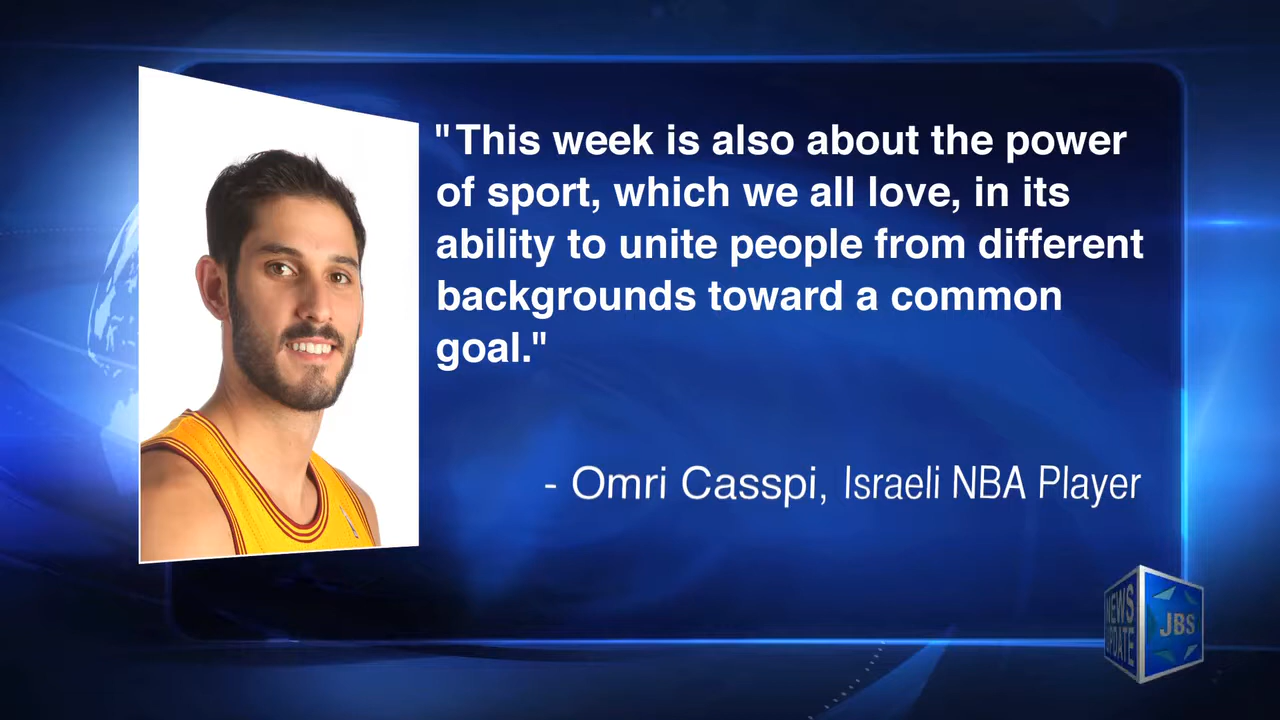 "This week is also about the power
of sport, which we all love, in its
ability to unite people from different
backgrounds toward a common
goal."
- Omri Casspi, Israeli NBA Player
NEWS
UPDATE
JBS